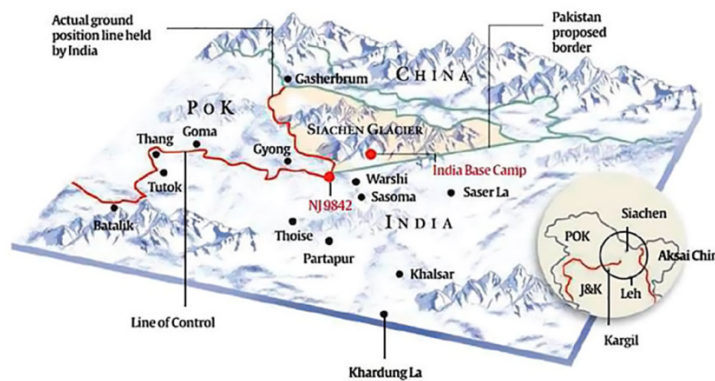 Actual ground
position line held
by India
Pakistan
proposed
border
Gasherbrum
CHINA
POK
SIACHEN GLACIER
Goma
Thang
Gyong
India Base Camp
Tutok
Warshi
NJ 9842
Sasoma
Saser La
Batalik
INDIA
Thoise
Partapur
Khalsar
Line of Control
Khardung La
Siachen
POK
Aksai Chin
J&K
Leh
Kargil